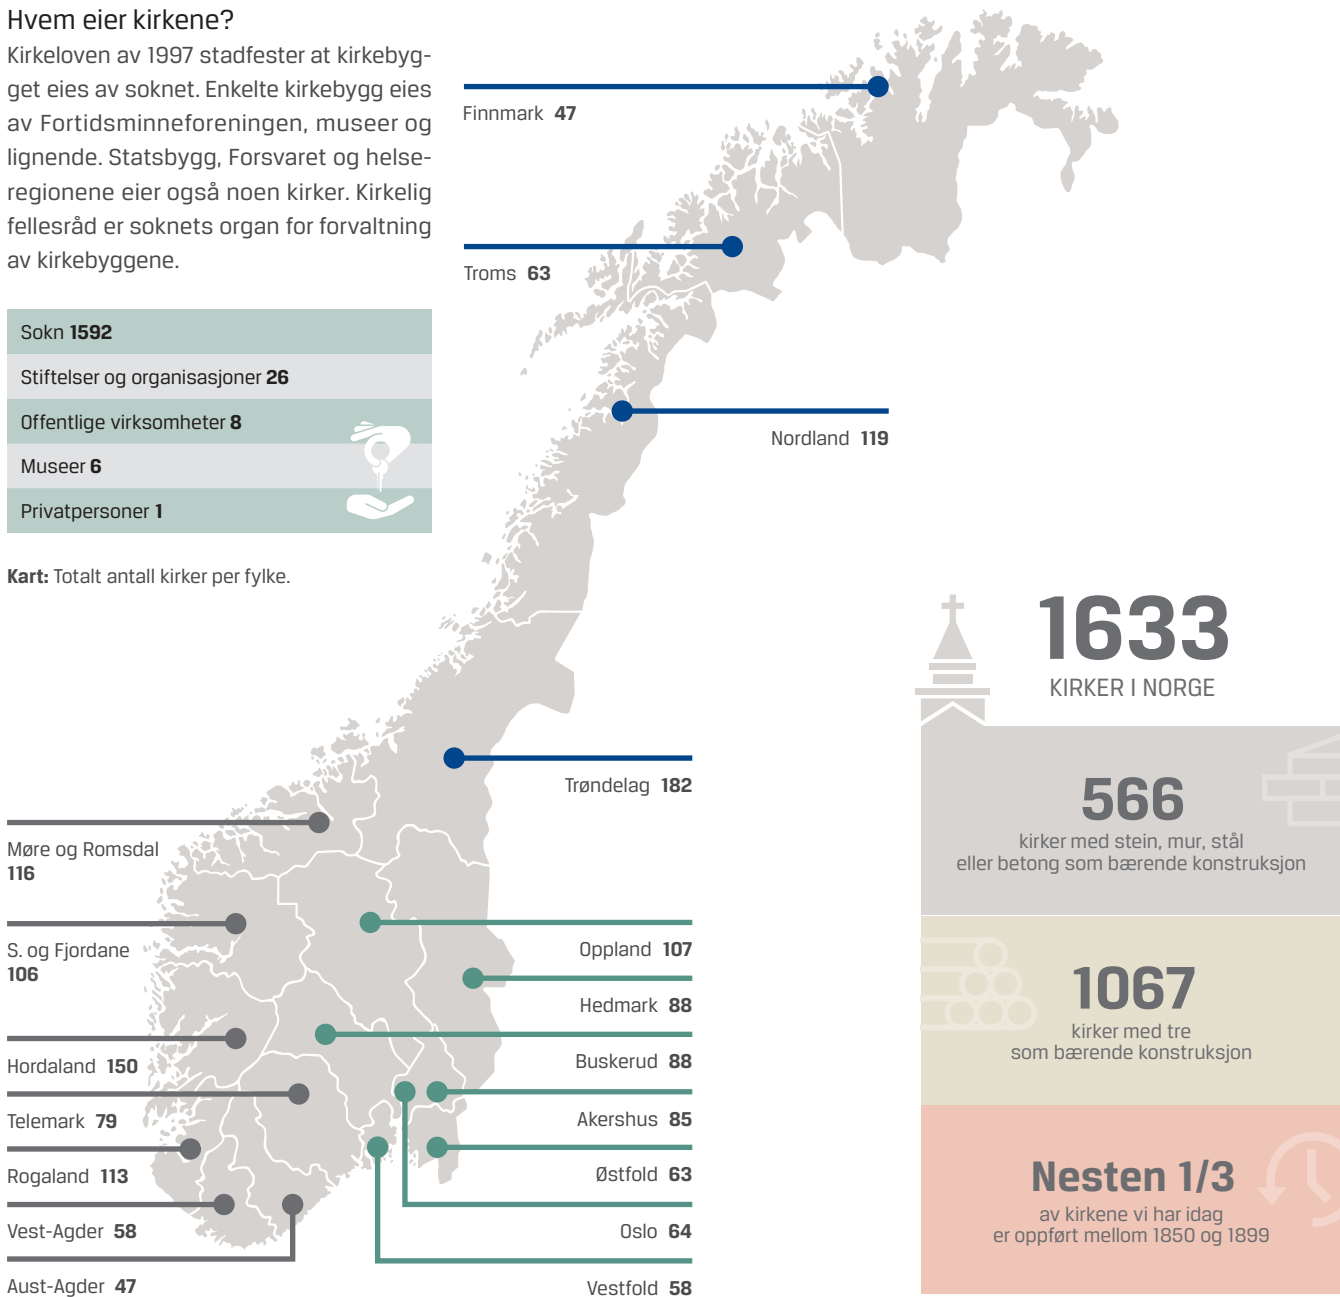 Hvem eier kirkene?
Kirkeloven av 1997 stadfester at kirkebyg-
get eies av soknet. Enkelte kirkebygg eies
av Fortidsminneforeningen, museer og
lignende. Statsbygg, Forsvaret og helse-
regionene eier også noen kirker. Kirkelig
fellesråd er soknets organ for forvaltning
av kirkebyggene.
Sokn 1592
Stiftelser og organisasjoner 26
Offentlige virksomheter 8
Museer 6
Privatpersoner 1
Kart: Totalt antall kirker per fylke.
Finnmark 47
Troms 63
Nordland 119
Trøndelag 182
Møre og Romsdal
116
S. og Fjordane
106
Hordaland 150
Telemark 79
Rogaland 113
Vest-Agder 58
Aust-Agder 47
Oppland 107
Hedmark 88
Buskerud 88
Akershus 85
Østfold 63
Oslo 64
Vestfold 58
1633
KIRKER I NORGE
566
kirker med stein, mur, stål
eller betong som bærende konstruksjon
1067
kirker med tre
som bærende konstruksjon
Nesten 1/3
av kirkene vi har idag
er oppført mellom 1850 og 1899